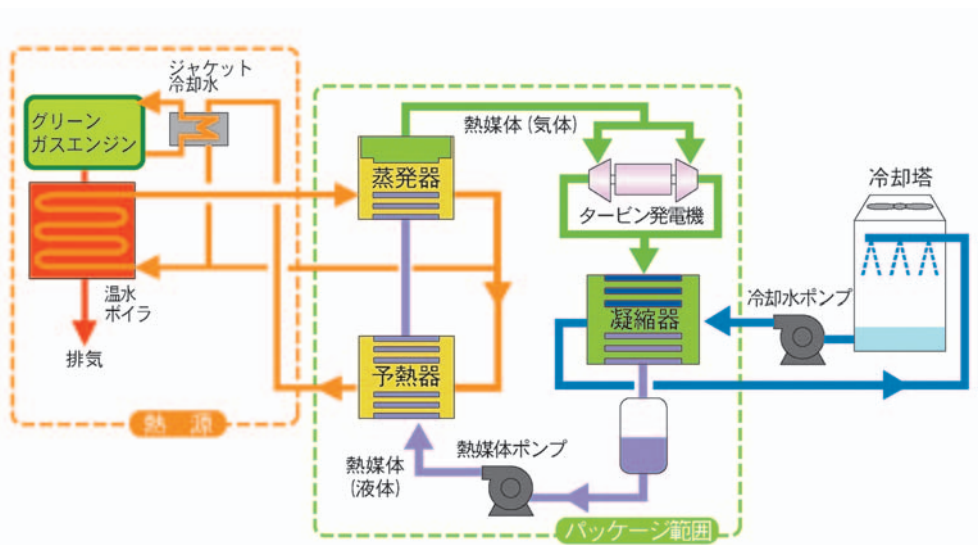 ジャケット
冷却水
グリーン
ガスエンジン
温水
ボイラ
排気
熱 源
熱媒体(気体)
蒸発器
タービン発電機
凝縮器
予熱器
熱媒体
(液体)
熱媒体ポンプ
パッケージ範囲
冷却塔
冷却水ポンプ